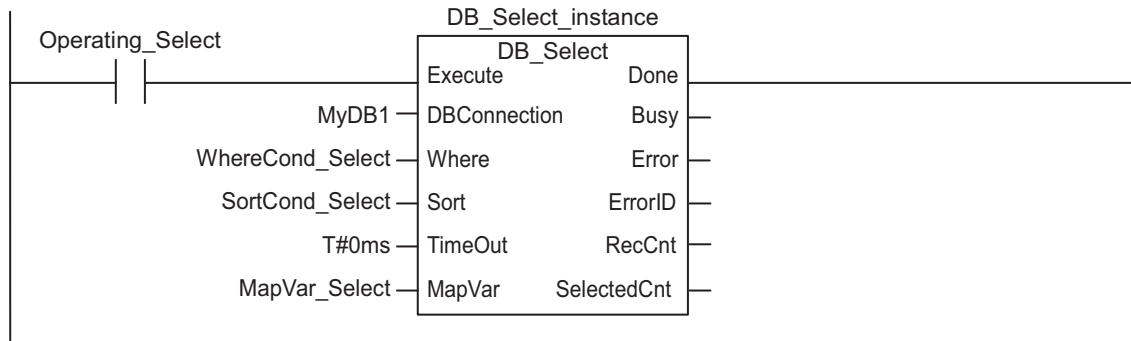 DB_Select_instance
Operating_Select
DB_Select
Execute Done
MyDB1 DBConnection Busy
WhereCond_Select Where Error
SortCond_Select Sort ErrorID
T#0ms TimeOut RecCnt
MapVar_Select MapVar SelectedCnt